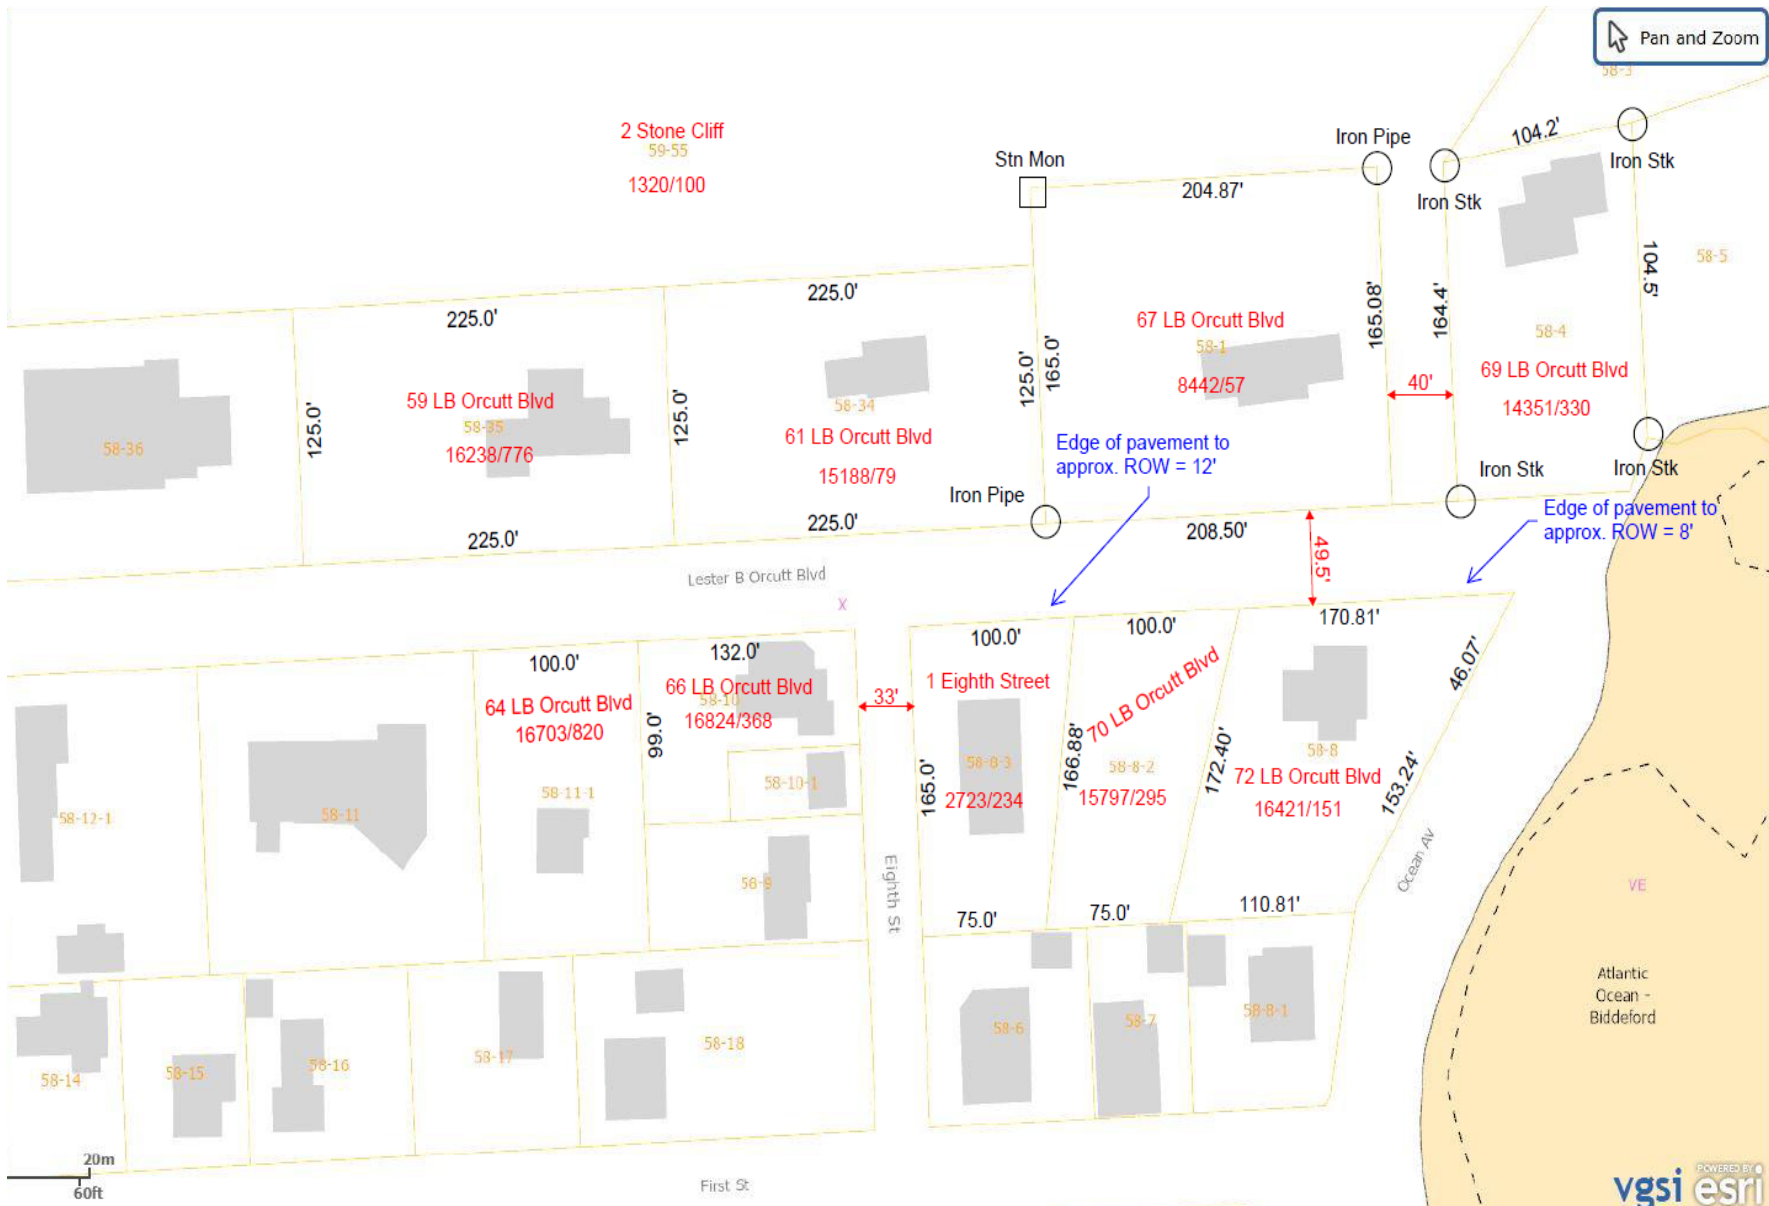 Pan and Zoom
58-3
2 Stone Cliff
59-55
1320/100
Stn Mon
Iron Pipe
104.2'
Iron Stk
Iron Stk
204.87'
58-5
225.0'
225.0'
125.0'
59 LB Orcutt Blvd
58-35
16238/776
58-36
125.0'
58-34
61 LB Orcutt Blvd
15188/79
125.0'
165.0'
67 LB Orcutt Blvd
58-1
8442/57
165.08'
164.4'
40'
104.5'
58-4
69 LB Orcutt Blvd
14351/330
Edge of pavement to
approx. ROW = 12'
Iron Pipe
Iron Stk
Iron Stk
Edge of pavement to
approx. ROW = 8'
225.0'
225.0'
208.50'
49.5'
Lester B Orcutt Blvd
X
100.0'
132.0'
100.0'
100.0'
170.81'
64 LB Orcutt Blvd
16703/820
66 LB Orcutt Blvd
58-10
16824/368
33'
99.0'
1 Eighth Street
70 LB Orcutt Blvd
46.07'
58-8
72 LB Orcutt Blvd
16421/151
58-8-3
2723/234
165.0'
166.88'
58-8-2
15797/295
172.40'
153.24'
58-12-1
58-11
58-11-1
58-10-1
58-9
Eighth St
Ocean Av
VE
75.0'
75.0'
110.81'
Atlantic
Ocean -
Biddeford
58-14
58-15
58-16
58-17
58-18
58-6
58-7
58-8-1
20m
60ft
First St
vgsi
POWERED BY
esri